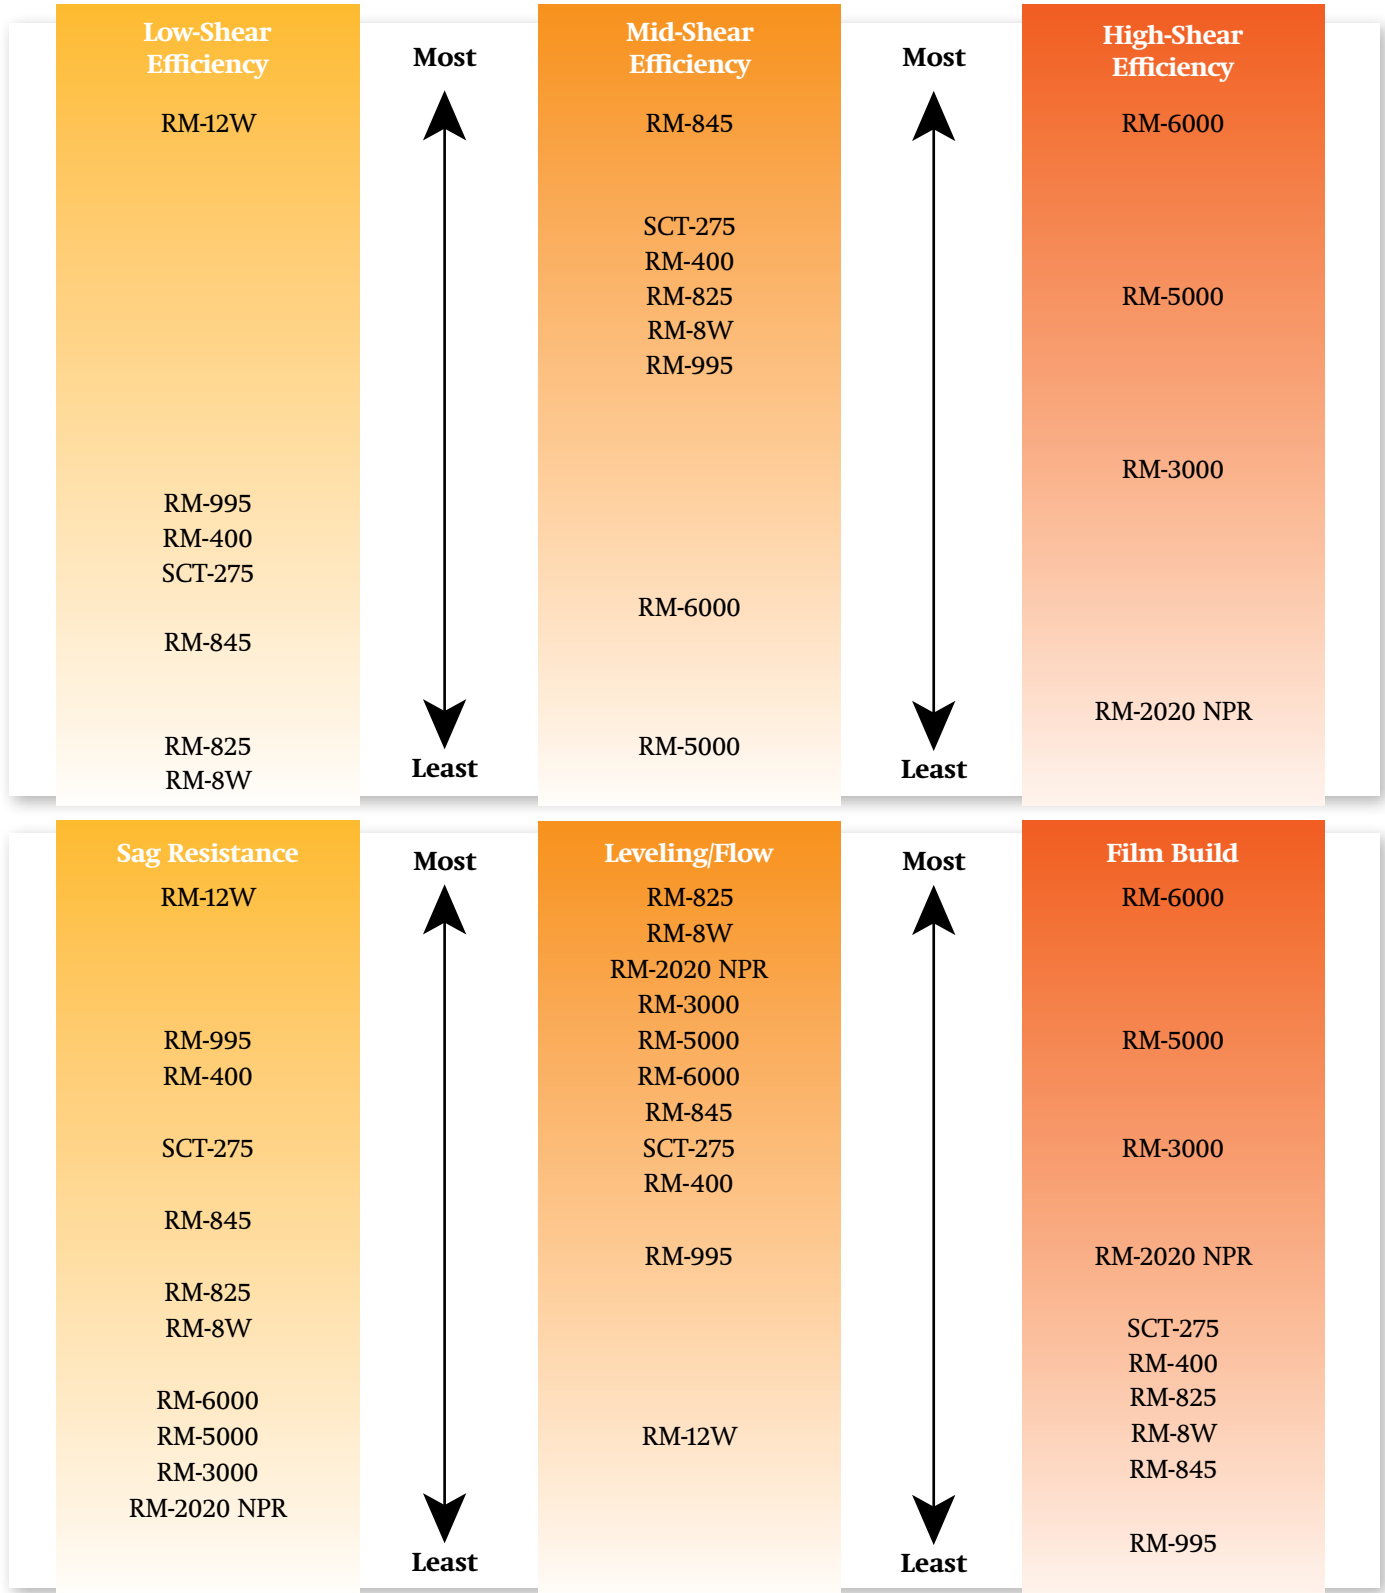 Low-Shear
Efficiency
RM-12W
RM-995
RM-400
SCT-275
RM-845
RM-825
RM-8W
Most
Least
Mid-Shear
Efficiency
RM-845
SCT-275
RM-400
RM-825
RM-8W
RM-995
RM-6000
RM-5000
Most
Least
High-Shear
Efficiency
RM-6000
RM-5000
RM-3000
RM-2020 NPR
Sag Resistance
RM-12W
RM-995
RM-400
SCT-275
RM-845
RM-825
RM-8W
RM-6000
RM-5000
RM-3000
RM-2020 NPR
Most
Least
Leveling/Flow
RM-825
RM-8W
RM-2020 NPR
RM-3000
RM-5000
RM-6000
RM-845
SCT-275
RM-400
RM-995
RM-12W
Most
Least
Film Build
RM-6000
RM-5000
RM-3000
RM-2020 NPR
SCT-275
RM-400
RM-825
RM-8W
RM-845
RM-995